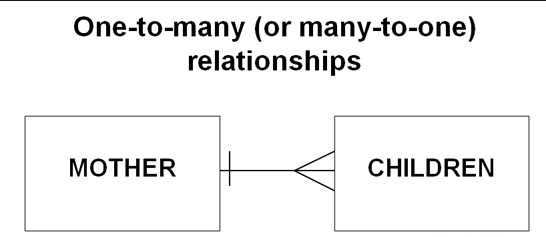 One-to-many (or many-to-one)
relationships
MOTHER
CHILDREN